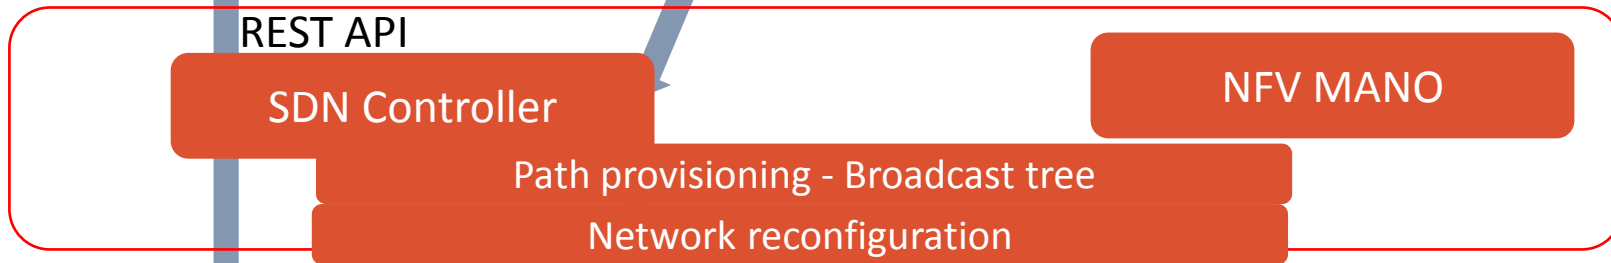 REST API
SDN Controller
NFV MANO
Path provisioning - Broadcast tree
Network reconfiguration